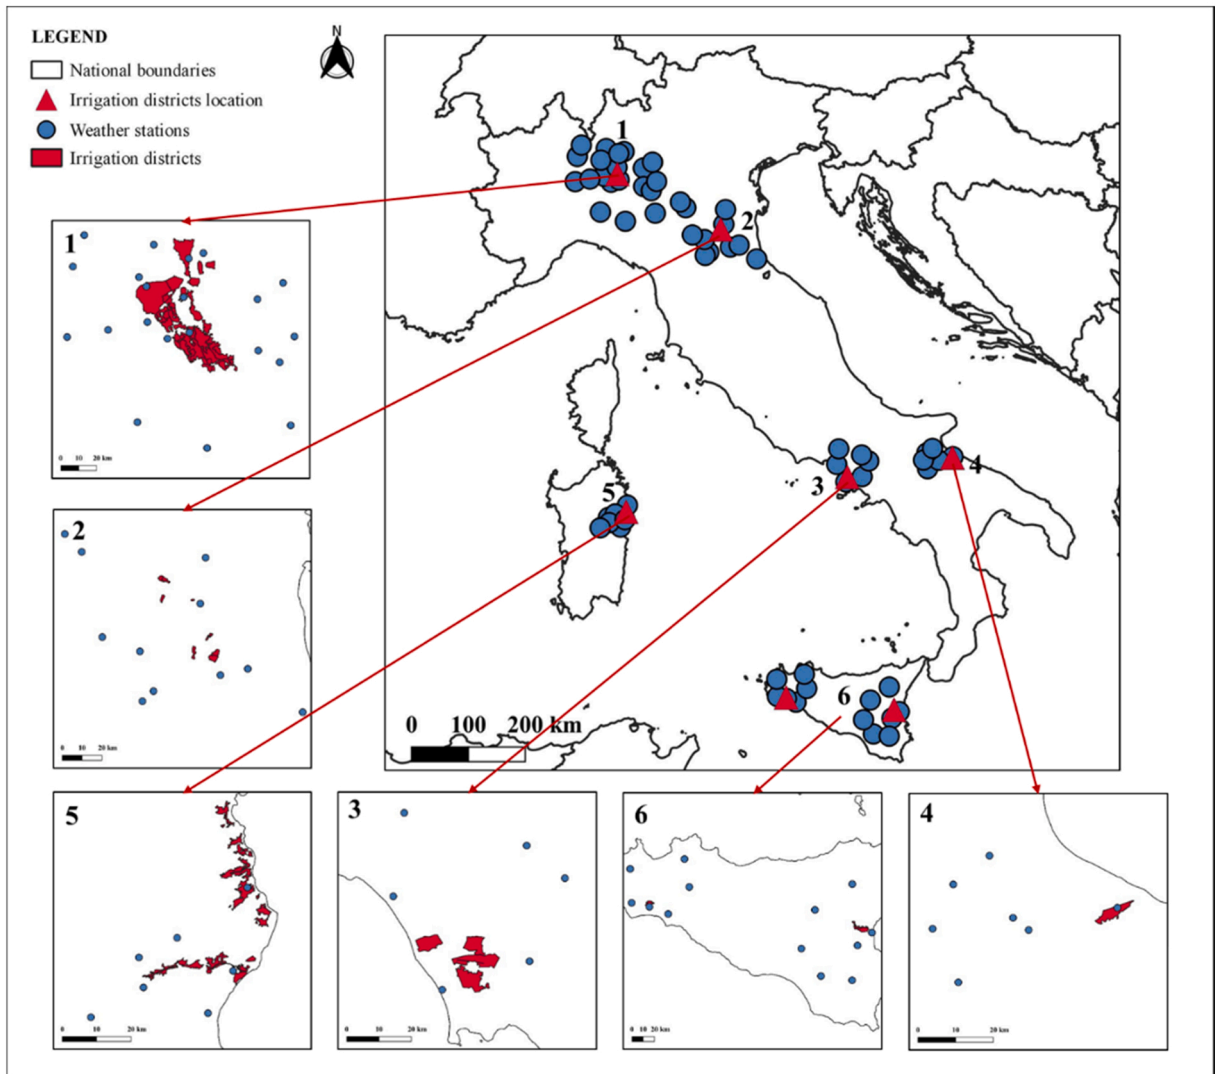 LEGEND
National boundaries
Irrigation districts location
Weather stations
Irrigation districts
N
1
2
3
4
5
6
0 100 200 km
1
0 10 20 km
2
0 10 20 km
5
0 10 20 km
3
0 10 20 km
6
0 10 20 km
4
0 10 20 km